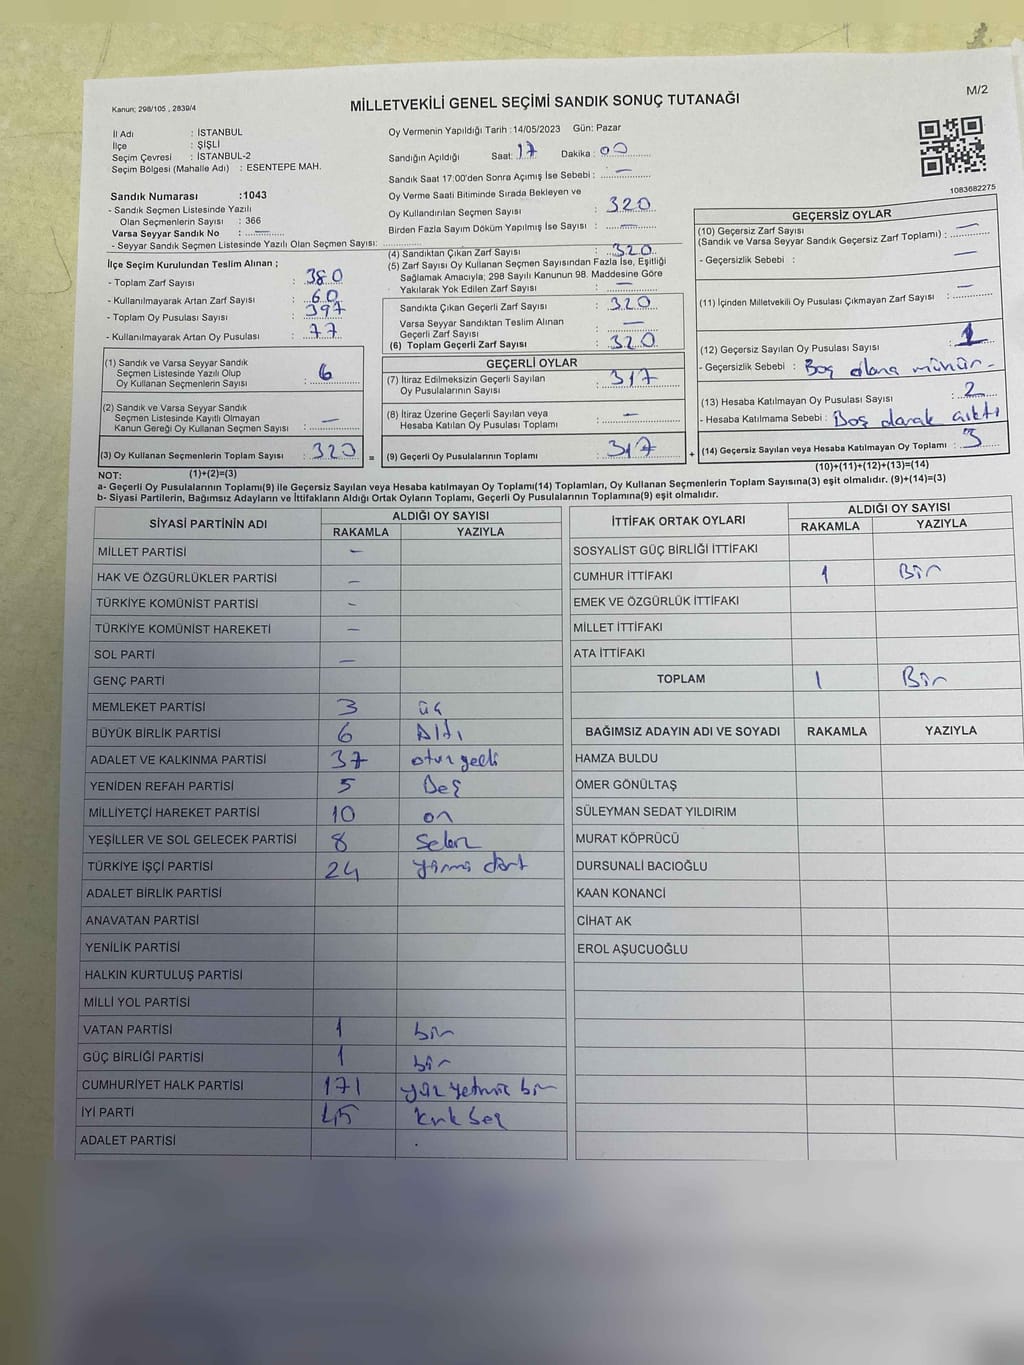 Kanun; 298/105 , 2839/4
MİLLETVEKİLİ GENEL SEÇİMİ SANDIK SONUÇ TUTANAĞI
M/2
İl Adı : İSTANBUL
İlçe : ŞİŞLİ
Seçim Çevresi : İSTANBUL-2
Seçim Bölgesi (Mahalle Adı) : ESENTEPE MAH.
Sandık Numarası :1043
- Sandık Seçmen Listesinde Yazılı
Olan Seçmenlerin Sayısı : 366
Varsa Seyyar Sandık No : —
- Seyyar Sandık Seçmen Listesinde Yazılı Olan Seçmen Sayısı:
Oy Vermenin Yapıldığı Tarih :14/05/2023 Gün: Pazar
Sandığın Açıldığı Saat: 17 Dakika : 00
Sandık Saat 17:00'den Sonra Açımış İse Sebebi : —
Oy Verme Saati Bitiminde Sırada Bekleyen ve
Oy Kullandırılan Seçmen Sayısı : 320
Birden Fazla Sayım Döküm Yapılmış İse Sayısı : —
1083682275
İlçe Seçim Kurulundan Teslim Alınan ;
- Toplam Zarf Sayısı : 380
- Kullanılmayarak Artan Zarf Sayısı : 60
- Toplam Oy Pusulası Sayısı : 397
- Kullanılmayarak Artan Oy Pusulası : 77
(4) Sandıktan Çıkan Zarf Sayısı : 320
(5) Zarf Sayısı Oy Kullanan Seçmen Sayısından Fazla İse, Eşitliği
Sağlamak Amacıyla; 298 Sayılı Kanunun 98. Maddesine Göre
Yakılarak Yok Edilen Zarf Sayısı : —
Sandıkta Çıkan Geçerli Zarf Sayısı : 320
Varsa Seyyar Sandıktan Teslim Alınan
Geçerli Zarf Sayısı : —
(6) Toplam Geçerli Zarf Sayısı : 320
GEÇERSİZ OYLAR
(10) Geçersiz Zarf Sayısı
(Sandık ve Varsa Seyyar Sandık Geçersiz Zarf Toplamı) : —
- Geçersizlik Sebebi : —
(11) İçinden Milletvekili Oy Pusulası Çıkmayan Zarf Sayısı : —
(12) Geçersiz Sayılan Oy Pusulası Sayısı : 1
- Geçersizlik Sebebi : Boş alana mühür.
(13) Hesaba Katılmayan Oy Pusulası Sayısı : 2
- Hesaba Katılmama Sebebi : Boş olarak çıktı
(14) Geçersiz Sayılan veya Hesaba Katılmayan Oy Toplamı : 3
(10)+(11)+(12)+(13)=(14)
(1) Sandık ve Varsa Seyyar Sandık
Seçmen Listesinde Yazılı Olup
Oy Kullanan Seçmenlerin Sayısı : 6
(2) Sandık ve Varsa Seyyar Sandık
Seçmen Listesinde Kayıtlı Olmayan
Kanun Gereği Oy Kullanan Seçmen Sayısı : —
(3) Oy Kullanan Seçmenlerin Toplam Sayısı : 320 =
(1)+(2)=(3)
GEÇERLİ OYLAR
(7) İtiraz Edilmeksizin Geçerli Sayılan
Oy Pusulalarının Sayısı : 317
(8) İtiraz Üzerine Geçerli Sayılan veya
Hesaba Katılan Oy Pusulası Toplamı : —
(9) Geçerli Oy Pusulalarının Toplamı : 317 +
NOT:
a- Geçerli Oy Pusulalarının Toplamı(9) ile Geçersiz Sayılan veya Hesaba katılmayan Oy Toplamı(14) Toplamları, Oy Kullanan Seçmenlerin Toplam Sayısına(3) eşit olmalıdır. (9)+(14)=(3)
b- Siyasi Partilerin, Bağımsız Adayların ve İttifakların Aldığı Ortak Oyların Toplamı, Geçerli Oy Pusulalarının Toplamına(9) eşit olmalıdır.
SİYASİ PARTİNİN ADI ALDIĞI OY SAYISI
RAKAMLA YAZIYLA
MİLLET PARTİSİ —
HAK VE ÖZGÜRLÜKLER PARTİSİ —
TÜRKİYE KOMÜNİST PARTİSİ —
TÜRKİYE KOMÜNİST HAREKETİ —
SOL PARTİ —
GENÇ PARTİ
MEMLEKET PARTİSİ 3 üç
BÜYÜK BİRLİK PARTİSİ 6 Altı
ADALET VE KALKINMA PARTİSİ 37 otuz yedi
YENİDEN REFAH PARTİSİ 5 Beş
MİLLİYETÇİ HAREKET PARTİSİ 10 on
YEŞİLLER VE SOL GELECEK PARTİSİ 8 Sekiz
TÜRKİYE İŞÇİ PARTİSİ 24 yirmi dört
ADALET BİRLİK PARTİSİ
ANAVATAN PARTİSİ
YENİLİK PARTİSİ
HALKIN KURTULUŞ PARTİSİ
MİLLİ YOL PARTİSİ
VATAN PARTİSİ 1 bir
GÜÇ BİRLİĞİ PARTİSİ 1 bir
CUMHURİYET HALK PARTİSİ 171 yüz yetmiş bir
İYİ PARTİ 45 Kırk beş
ADALET PARTİSİ
İTTİFAK ORTAK OYLARI ALDIĞI OY SAYISI
RAKAMLA YAZIYLA
SOSYALİST GÜÇ BİRLİĞİ İTTİFAKI
CUMHUR İTTİFAKI 1 Bir
EMEK VE ÖZGÜRLÜK İTTİFAKI
MİLLET İTTİFAKI
ATA İTTİFAKI
TOPLAM 1 Bir
BAĞIMSIZ ADAYIN ADI VE SOYADI RAKAMLA YAZIYLA
HAMZA BULDU
ÖMER GÖNÜLTAŞ
SÜLEYMAN SEDAT YILDIRIM
MURAT KÖPRÜCÜ
DURSUNALİ BACIOĞLU
KAAN KONANCİ
CİHAT AK
EROL AŞUCUOĞLU